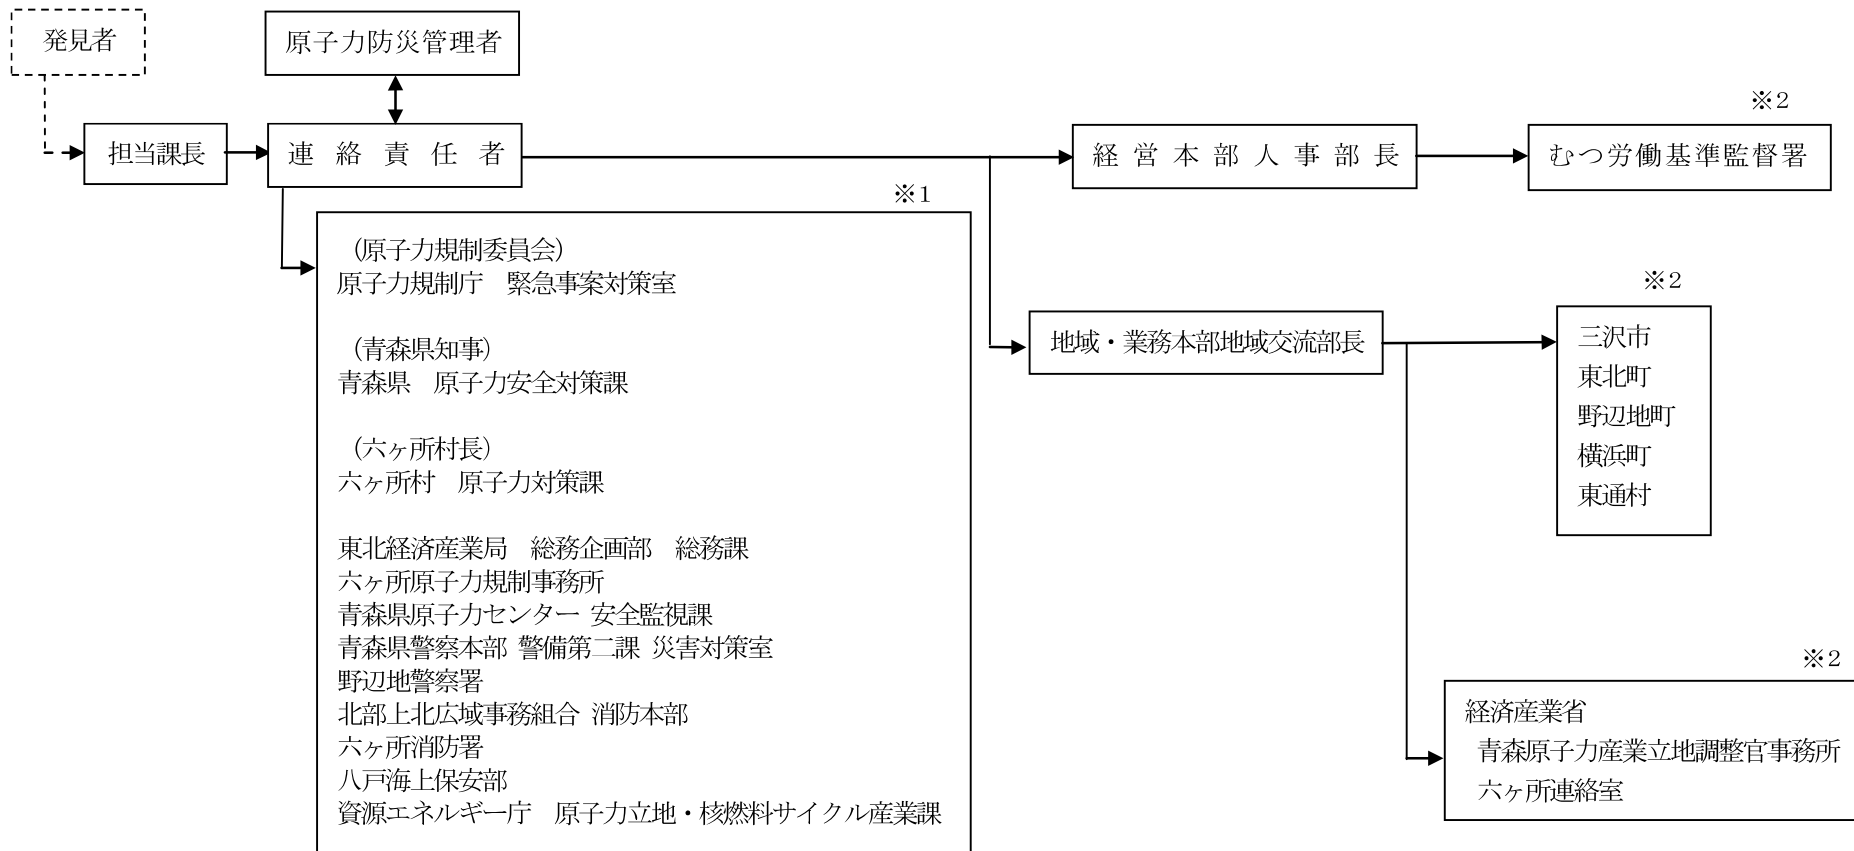 発見者
原子力防災管理者
担当課長
連絡責任者
経営本部人事部長
※2
むつ労働基準監督署
※1
（原子力規制委員会）
原子力規制庁　緊急事案対策室
（青森県知事）
青森県　原子力安全対策課
（六ヶ所村長）
六ヶ所村　原子力対策課
東北経済産業局　総務企画部　総務課
六ヶ所原子力規制事務所
青森県原子力センター 安全監視課
青森県警察本部 警備第二課 災害対策室
野辺地警察署
北部上北広域事務組合 消防本部
六ヶ所消防署
八戸海上保安部
資源エネルギー庁　原子力立地・核燃料サイクル産業課
地域・業務本部地域交流部長
※2
三沢市
東北町
野辺地町
横浜町
東通村
※2
経済産業省
青森原子力産業立地調整官事務所
六ヶ所連絡室